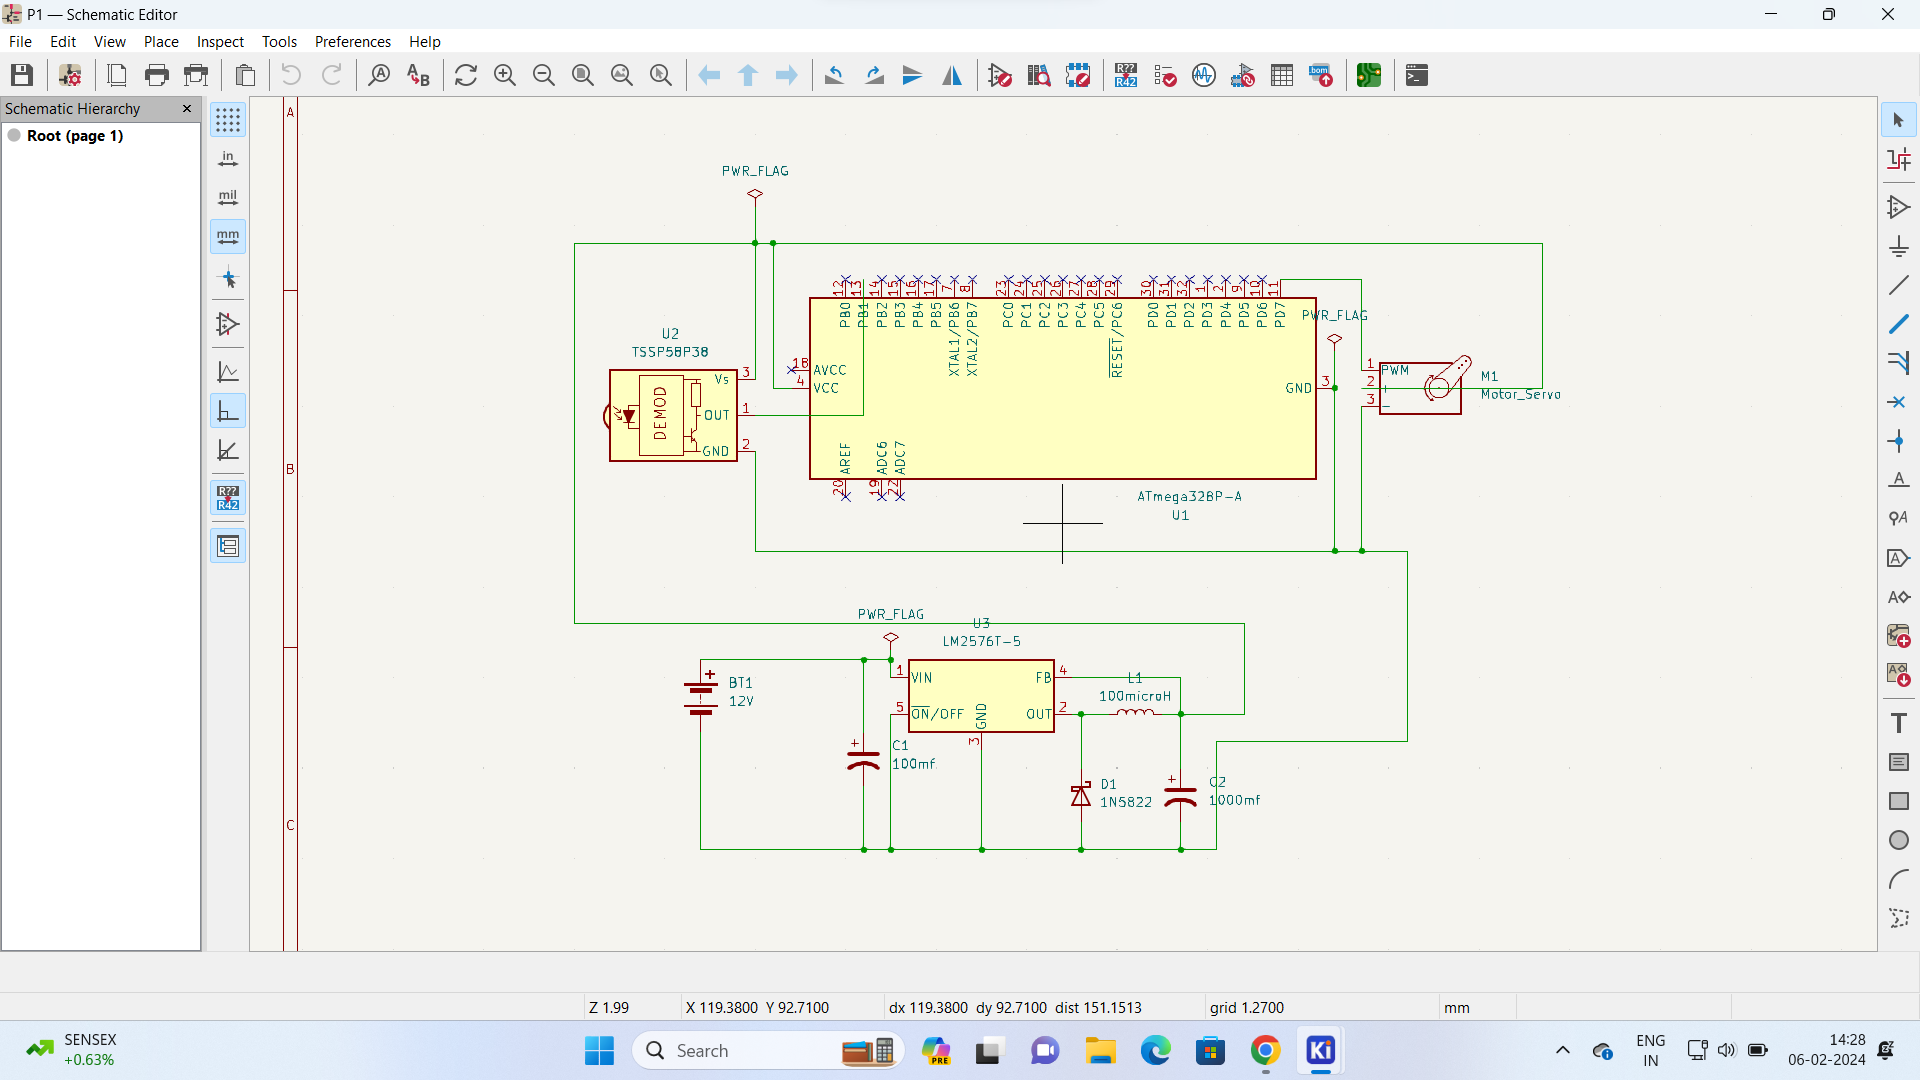 P1 — Schematic Editor
File Edit View Place Inspect Tools Preferences Help
Schematic Hierarchy
Root (page 1)
in
mil
mm
R??
R42
A
B
C
PWR_FLAG
12 13 14 15 16 17 7 8 23 24 25 26 27 28 29 30 31 32 1 2 9 10 11
PB0 PB1 PB2 PB3 PB4 PB5 XTAL1/PB6 XTAL2/PB7 PC0 PC1 PC2 PC3 PC4 PC5 RESET/PC6 PD0 PD1 PD2 PD3 PD4 PD5 PD6 PD7
PWR_FLAG
U2
TSSP58P38
DEMOD
Vs 3
OUT 1
GND 2
18 AVCC
4 VCC
GND 3
1 PWM
2 +
3 -
M1
Motor_Servo
AREF ADC6 ADC7
20 19 22
ATmega328P-A
U1
PWR_FLAG
U3
LM2576T-5
BT1
12V
1 VIN
5 ON/OFF
GND
3
FB 4
OUT 2
L1
100microH
C1
100mf
D1
1N5822
C2
1000mf
Z 1.99
X 119.3800 Y 92.7100
dx 119.3800 dy 92.7100 dist 151.1513
grid 1.2700
mm
SENSEX
+0.63%
Search
PRE
Ki
ENG
IN
14:28
06-02-2024